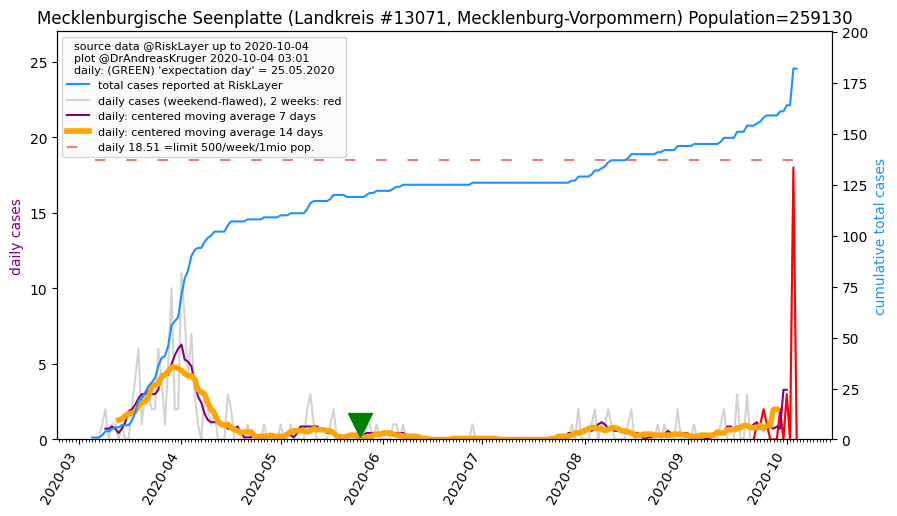 Mecklenburgische Seenplatte (Landkreis #13071, Mecklenburg-Vorpommern) Population=259130
source data @RiskLayer up to 2020-10-04
plot @DrAndreasKruger 2020-10-04 03:01
daily: (GREEN) 'expectation day' = 25.05.2020
total cases reported at RiskLayer
daily cases (weekend-flawed), 2 weeks: red
daily: centered moving average 7 days
daily: centered moving average 14 days
daily 18.51 =limit 500/week/1mio pop.
daily cases
25
20
15
10
5
0
cumulative total cases
200
175
150
125
100
75
50
25
0
2020-03
2020-04
2020-05
2020-06
2020-07
2020-08
2020-09
2020-10